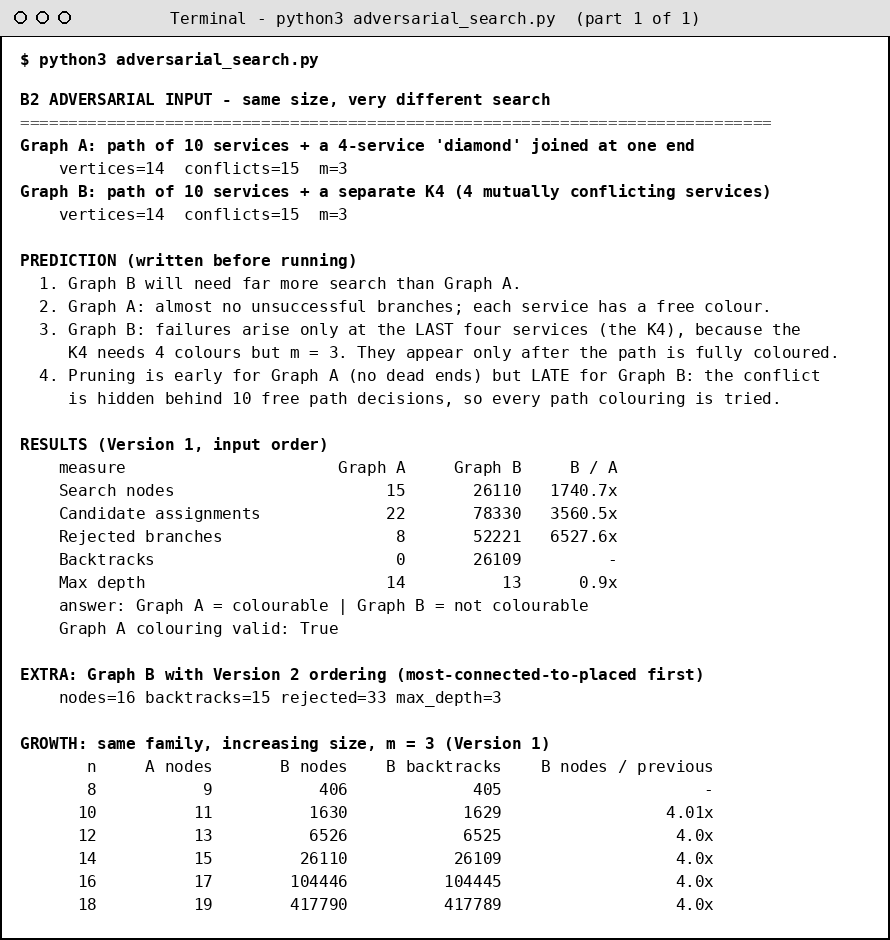 Terminal - python3 adversarial_search.py  (part 1 of 1)
$ python3 adversarial_search.py
B2 ADVERSARIAL INPUT - same size, very different search
==============================================================================
Graph A: path of 10 services + a 4-service 'diamond' joined at one end
    vertices=14  conflicts=15  m=3
Graph B: path of 10 services + a separate K4 (4 mutually conflicting services)
    vertices=14  conflicts=15  m=3
PREDICTION (written before running)
  1. Graph B will need far more search than Graph A.
  2. Graph A: almost no unsuccessful branches; each service has a free colour.
  3. Graph B: failures arise only at the LAST four services (the K4), because the
     K4 needs 4 colours but m = 3. They appear only after the path is fully coloured.
  4. Pruning is early for Graph A (no dead ends) but LATE for Graph B: the conflict
     is hidden behind 10 free path decisions, so every path colouring is tried.
RESULTS (Version 1, input order)
    measure                      Graph A     Graph B     B / A
    Search nodes                      15       26110   1740.7x
    Candidate assignments             22       78330   3560.5x
    Rejected branches                  8       52221   6527.6x
    Backtracks                         0       26109         -
    Max depth                         14          13      0.9x
    answer: Graph A = colourable | Graph B = not colourable
    Graph A colouring valid: True
EXTRA: Graph B with Version 2 ordering (most-connected-to-placed first)
    nodes=16 backtracks=15 rejected=33 max_depth=3
GROWTH: same family, increasing size, m = 3 (Version 1)
       n     A nodes       B nodes    B backtracks    B nodes / previous
       8           9           406             405                     -
      10          11          1630            1629                 4.01x
      12          13          6526            6525                  4.0x
      14          15         26110           26109                  4.0x
      16          17        104446          104445                  4.0x
      18          19        417790          417789                  4.0x